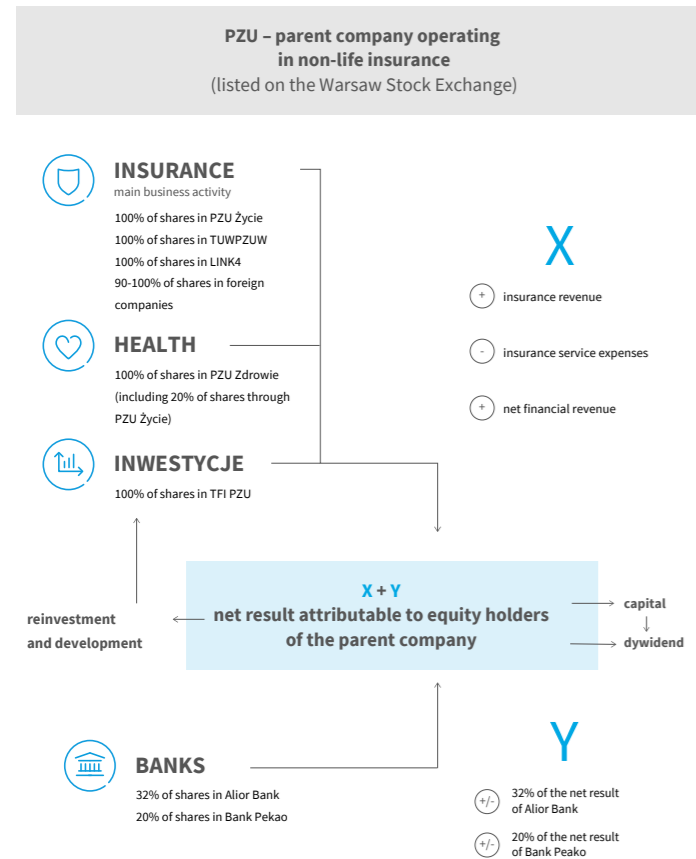 PZU – parent company operating
in non-life insurance
(listed on the Warsaw Stock Exchange)
INSURANCE
main business activity
100% of shares in PZU Życie
100% of shares in TUWPZUW
100% of shares in LINK4
90-100% of shares in foreign
companies
X
+ insurance revenue
- insurance service expenses
+ net financial revenue
HEALTH
100% of shares in PZU Zdrowie
(including 20% of shares through
PZU Życie)
INWESTYCJE
100% of shares in TFI PZU
X + Y
net result attributable to equity holders
of the parent company
reinvestment
and development
capital
dywidend
BANKS
32% of shares in Alior Bank
20% of shares in Bank Pekao
Y
+/- 32% of the net result
of Alior Bank
+/- 20% of the net result
of Bank Peako